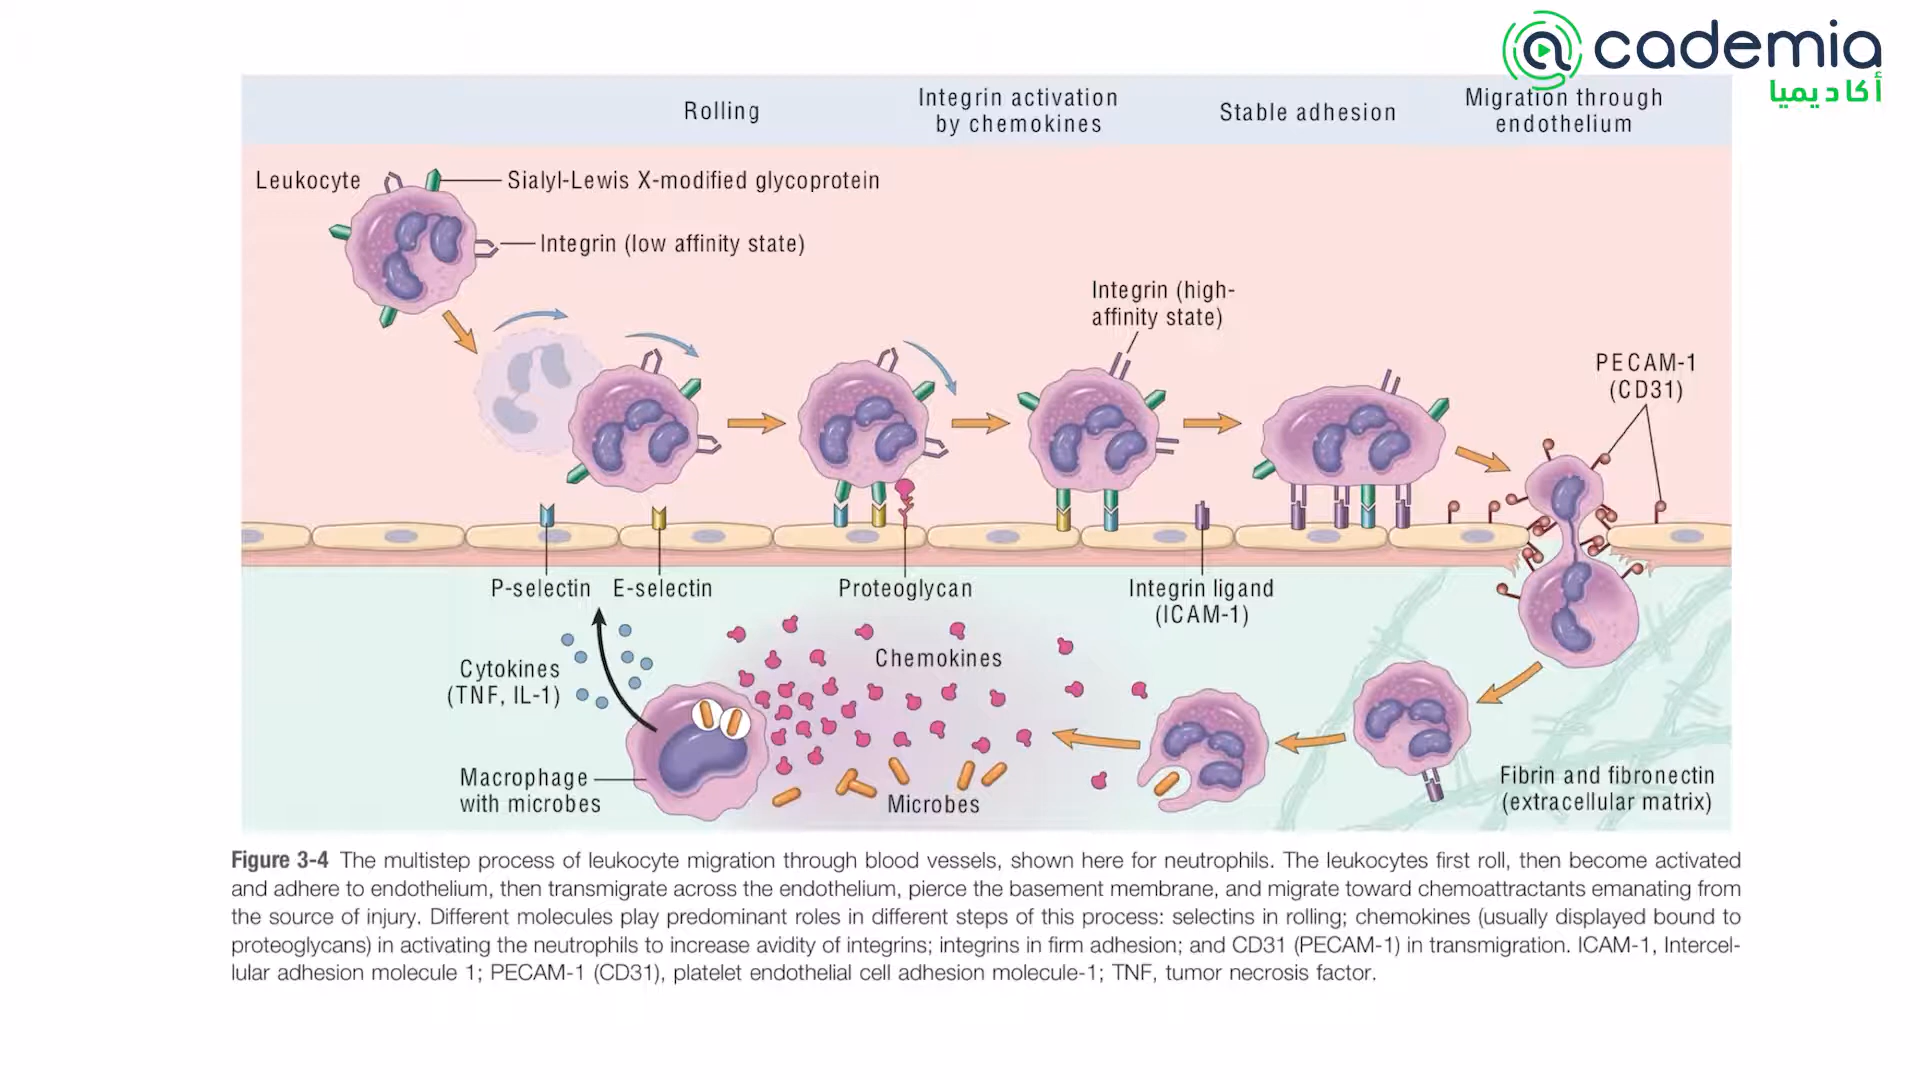 @cademia
أكاديميا
Rolling
Integrin activation
by chemokines
Stable adhesion
Migration through
endothelium
Leukocyte
Sialyl-Lewis X-modified glycoprotein
Integrin (low affinity state)
Integrin (high-
affinity state)
PECAM-1
(CD31)
P-selectin
E-selectin
Proteoglycan
Integrin ligand
(ICAM-1)
Cytokines
(TNF, IL-1)
Chemokines
Macrophage
with microbes
Microbes
Fibrin and fibronectin
(extracellular matrix)
Figure 3-4 The multistep process of leukocyte migration through blood vessels, shown here for neutrophils. The leukocytes first roll, then become activated
and adhere to endothelium, then transmigrate across the endothelium, pierce the basement membrane, and migrate toward chemoattractants emanating from
the source of injury. Different molecules play predominant roles in different steps of this process: selectins in rolling; chemokines (usually displayed bound to
proteoglycans) in activating the neutrophils to increase avidity of integrins; integrins in firm adhesion; and CD31 (PECAM-1) in transmigration. ICAM-1, Intercel-
lular adhesion molecule 1; PECAM-1 (CD31), platelet endothelial cell adhesion molecule-1; TNF, tumor necrosis factor.